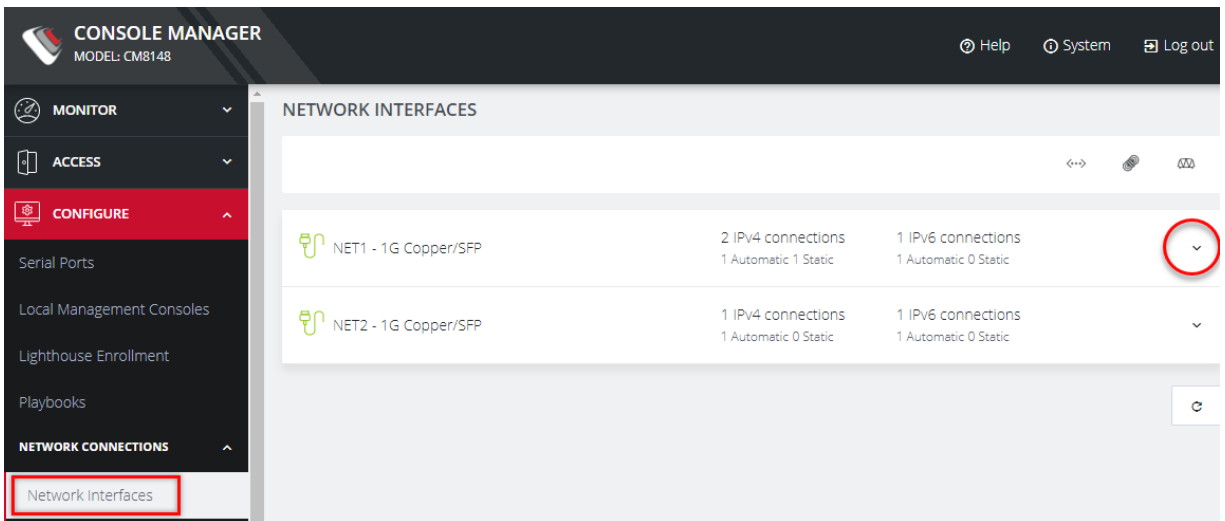 CONSOLE MANAGER
MODEL: CM8148
Help
System
Log out
MONITOR
ACCESS
CONFIGURE
Serial Ports
Local Management Consoles
Lighthouse Enrollment
Playbooks
NETWORK CONNECTIONS
Network Interfaces
NETWORK INTERFACES
NET1 - 1G Copper/SFP
2 IPv4 connections
1 Automatic 1 Static
1 IPv6 connections
1 Automatic 0 Static
NET2 - 1G Copper/SFP
1 IPv4 connections
1 Automatic 0 Static
1 IPv6 connections
1 Automatic 0 Static